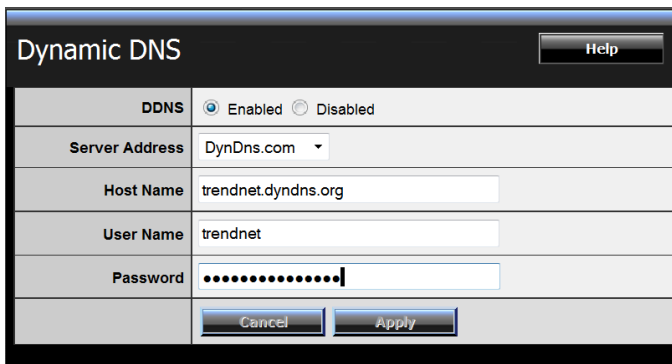 Dynamic DNS Help
DDNS Enabled Disabled
Server Address DynDns.com
Host Name trendnet.dyndns.org
User Name trendnet
Password •••••••••••••••
Cancel Apply